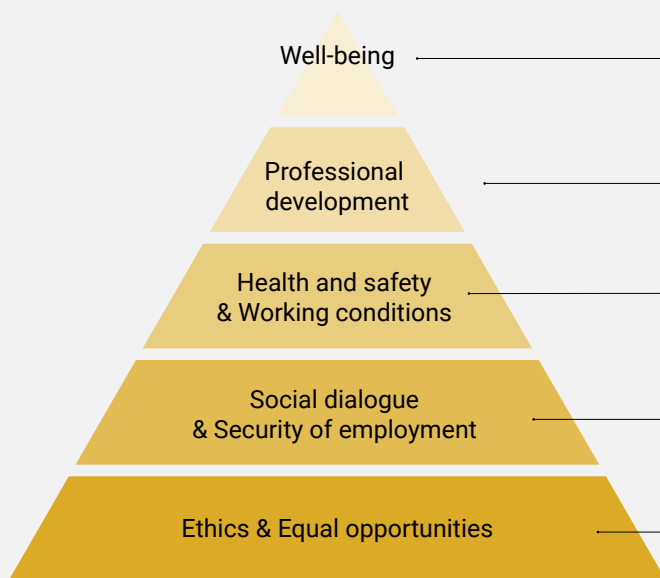 Well-being
Professional
development
Health and safety
& Working conditions
Social dialogue
& Security of employment
Ethics & Equal opportunities